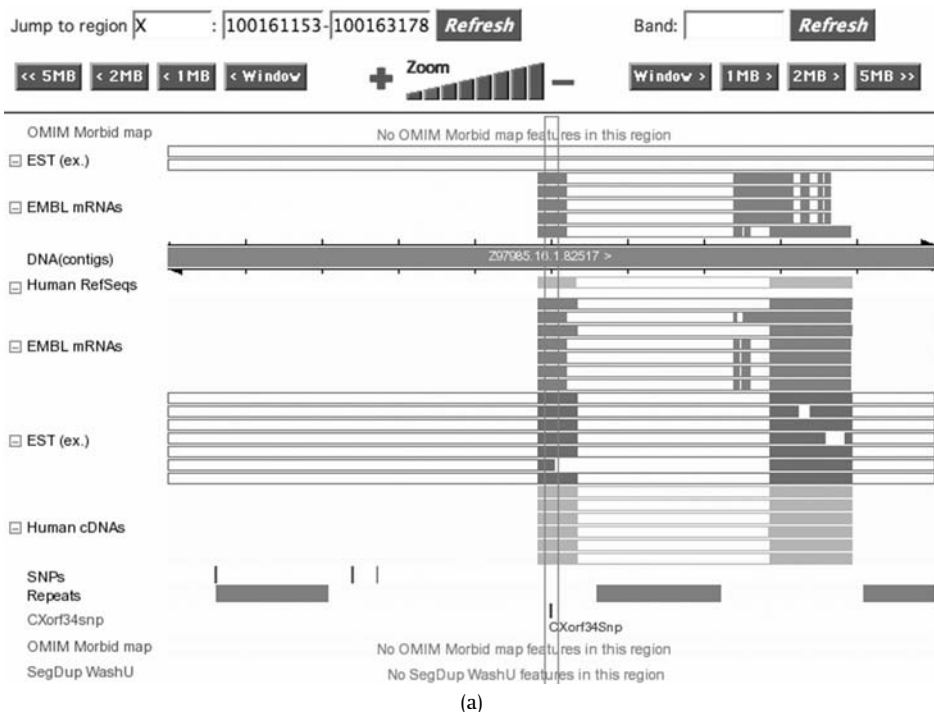 Jump to region X : 100161153-100163178 Refresh Band: Refresh
<< 5MB < 2MB < 1MB < Window Zoom Window > 1MB > 2MB > 5MB >>
OMIM Morbid map No OMIM Morbid map features in this region
EST (ex.)
EMBL mRNAs
DNA(contigs) Z97985.16.1.82517 >
Human RefSeqs
EMBL mRNAs
EST (ex.)
Human cDNAs
SNPs
Repeats
CXorf34snp
CXorf34Snp
OMIM Morbid map No OMIM Morbid map features in this region
SegDup WashU No SegDup WashU features in this region
(a)